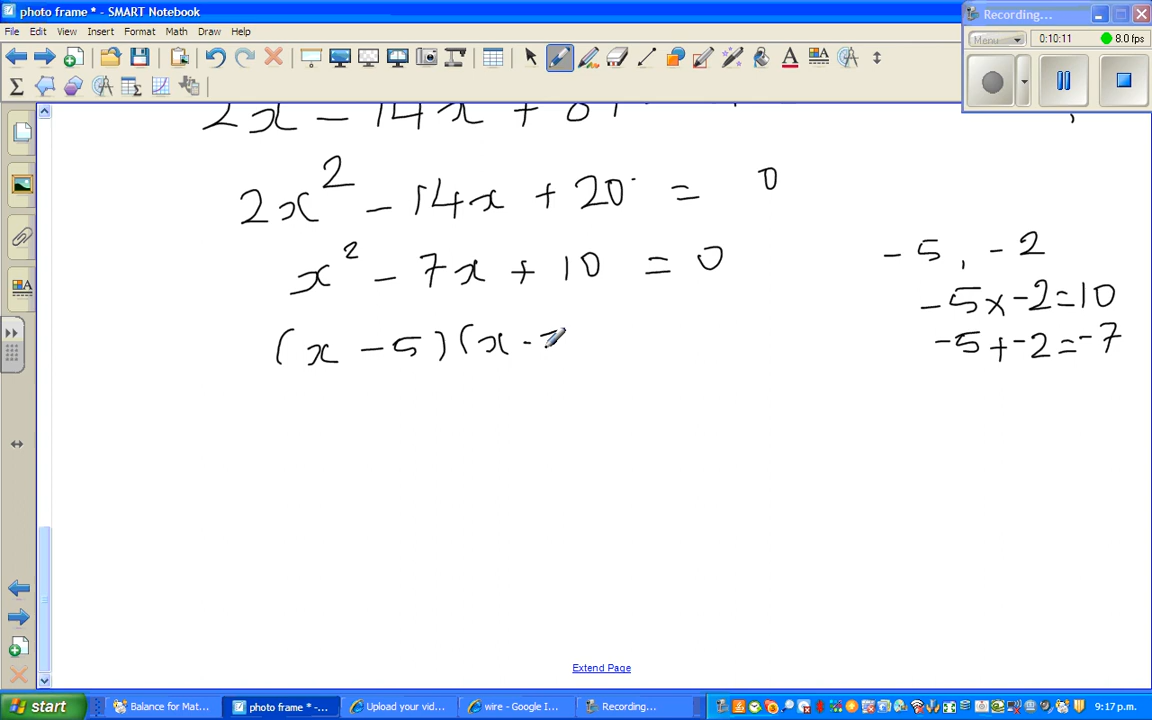 photo frame * - SMART Notebook
Recording...
File Edit View Insert Format Math Draw Help
Menu
0:10:11
8.0 fps
2x² - 14x + 20 = 0
x² - 7x + 10 = 0
(x - 5)(x -
-5, -2
-5x-2=10
-5+-2=-7
Extend Page
start
Balance for Mat...
photo frame * -...
Upload your vid...
wire - Google I...
Recording...
9:17 p.m.